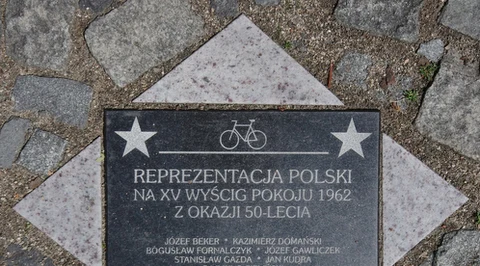 REPREZENTACJA POLSKI
NA XV WYŚCIG POKOJU 1962
Z OKAZJI 50-LECIA
JÓZEF BEKER * KAZIMIERZ DOMAŃSKI
BOGUSŁAW FORNALCZYK * JÓZEF GAWLICZEK
STANISŁAW GAZDA * JAN KUDRA